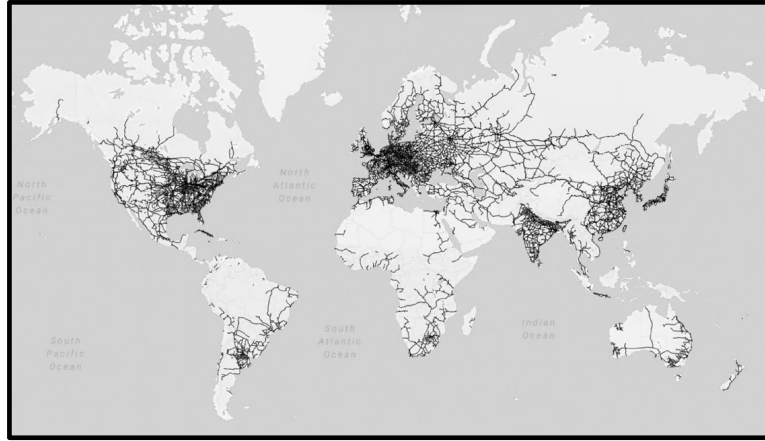 North
Pacific
Ocean
North
Atlantic
Ocean
South
Pacific
Ocean
South
Atlantic
Ocean
Indian
Ocean